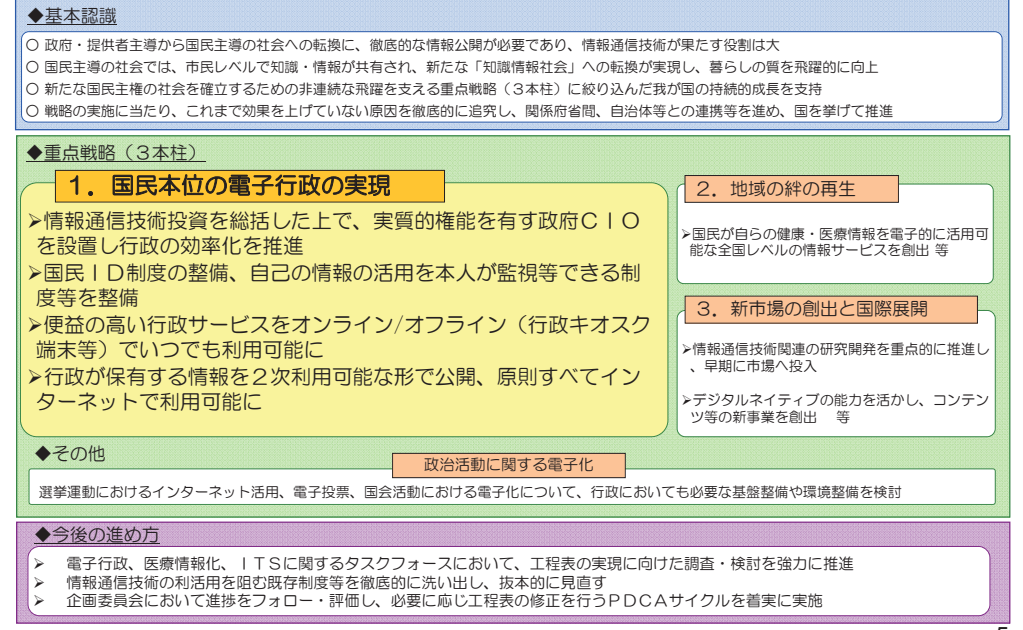 ◆基本認識
○ 政府・提供者主導から国民主導の社会への転換に、徹底的な情報公開が必要であり、情報通信技術が果たす役割は大
○ 国民主導の社会では、市民レベルで知識・情報が共有され、新たな「知識情報社会」への転換が実現し、暮らしの質を飛躍的に向上
○ 新たな国民主権の社会を確立するための非連続な飛躍を支える重点戦略（３本柱）に絞り込んだ我が国の持続的成長を支持
○ 戦略の実施に当たり、これまで効果を上げていない原因を徹底的に追究し、関係府省間、自治体等との連携等を進め、国を挙げて推進
◆重点戦略（３本柱）
１．国民本位の電子行政の実現
➢情報通信技術投資を総括した上で、実質的権能を有す政府ＣＩＯ
を設置し行政の効率化を推進
➢国民ＩＤ制度の整備、自己の情報の活用を本人が監視等できる制
度等を整備
➢便益の高い行政サービスをオンライン/オフライン（行政キオスク
端末等）でいつでも利用可能に
➢行政が保有する情報を２次利用可能な形で公開、原則すべてイン
ターネットで利用可能に
２．地域の絆の再生
➢国民が自らの健康・医療情報を電子的に活用可
能な全国レベルの情報サービスを創出 等
３．新市場の創出と国際展開
➢情報通信技術関連の研究開発を重点的に推進し
、早期に市場へ投入
➢デジタルネイティブの能力を活かし、コンテン
ツ等の新事業を創出　等
◆その他
政治活動に関する電子化
選挙運動におけるインターネット活用、電子投票、国会活動における電子化について、行政においても必要な基盤整備や環境整備を検討
◆今後の進め方
➢ 電子行政、医療情報化、ＩＴＳに関するタスクフォースにおいて、工程表の実現に向けた調査・検討を強力に推進
➢ 情報通信技術の利活用を阻む既存制度等を徹底的に洗い出し、抜本的に見直す
➢ 企画委員会において進捗をフォロー・評価し、必要に応じ工程表の修正を行うＰＤＣＡサイクルを着実に実施